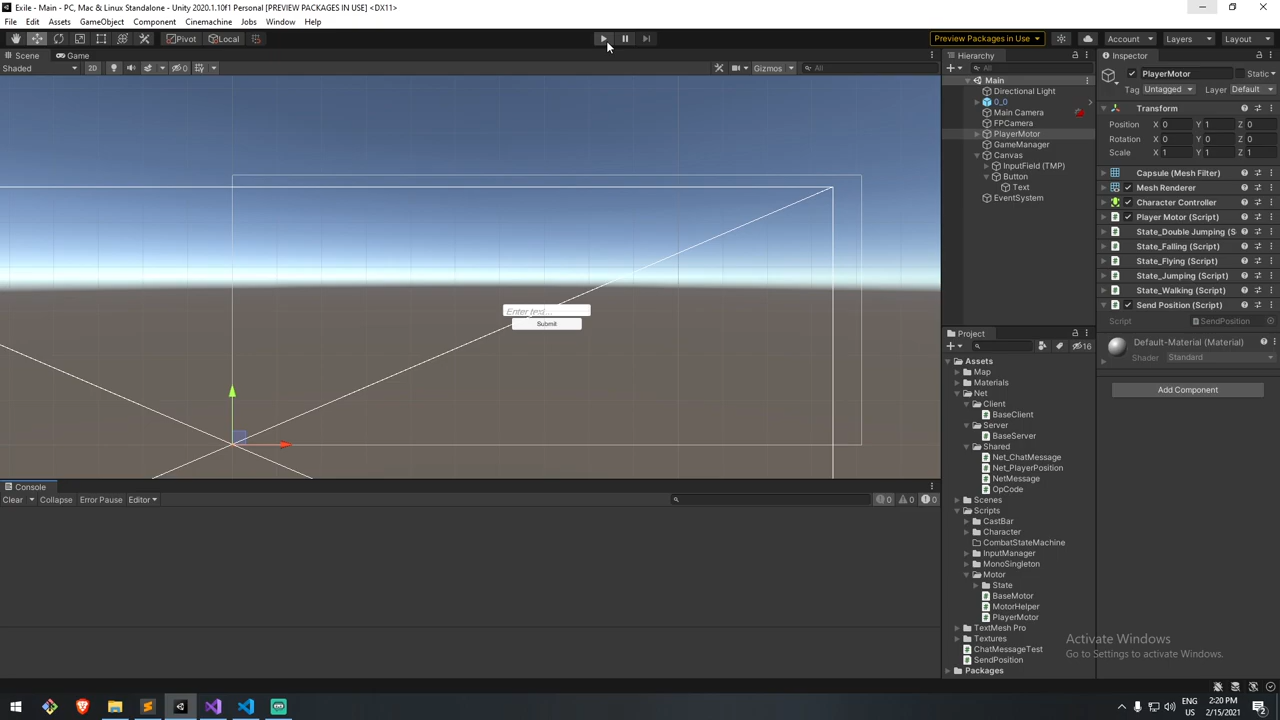 Exile - Main - PC, Mac & Linux Standalone - Unity 2020.1.10f1 Personal [PREVIEW PACKAGES IN USE] <DX11>
File Edit Assets GameObject Component Cinemachine Jobs Window Help
Pivot Local Preview Packages in Use Account Layers Layout
Scene Game
Shaded 2D 0 Gizmos All
Enter text...
Submit
Console
Clear Collapse Error Pause Editor 0 0 0
Hierarchy
All
Main
Directional Light
0_0
Main Camera
FPCamera
PlayerMotor
GameManager
Canvas
InputField (TMP)
Button
Text
EventSystem
Project
16
Assets
Map
Materials
Net
Client
BaseClient
Server
BaseServer
Shared
Net_ChatMessage
Net_PlayerPosition
NetMessage
OpCode
Scenes
Scripts
CastBar
Character
CombatStateMachine
InputManager
MonoSingleton
Motor
State
BaseMotor
MotorHelper
PlayerMotor
TextMesh Pro
Textures
ChatMessageTest
SendPosition
Packages
Inspector
PlayerMotor Static
Tag Untagged Layer Default
Transform
Position X 0 Y 1 Z 0
Rotation X 0 Y 0 Z 0
Scale X 1 Y 1 Z 1
Capsule (Mesh Filter)
Mesh Renderer
Character Controller
Player Motor (Script)
State_Double Jumping (S
State_Falling (Script)
State_Flying (Script)
State_Jumping (Script)
State_Walking (Script)
Send Position (Script)
Script SendPosition
Default-Material (Material)
Shader Standard
Add Component
Activate Windows
Go to Settings to activate Windows.
ENG
US
2:20 PM
2/15/2021
2